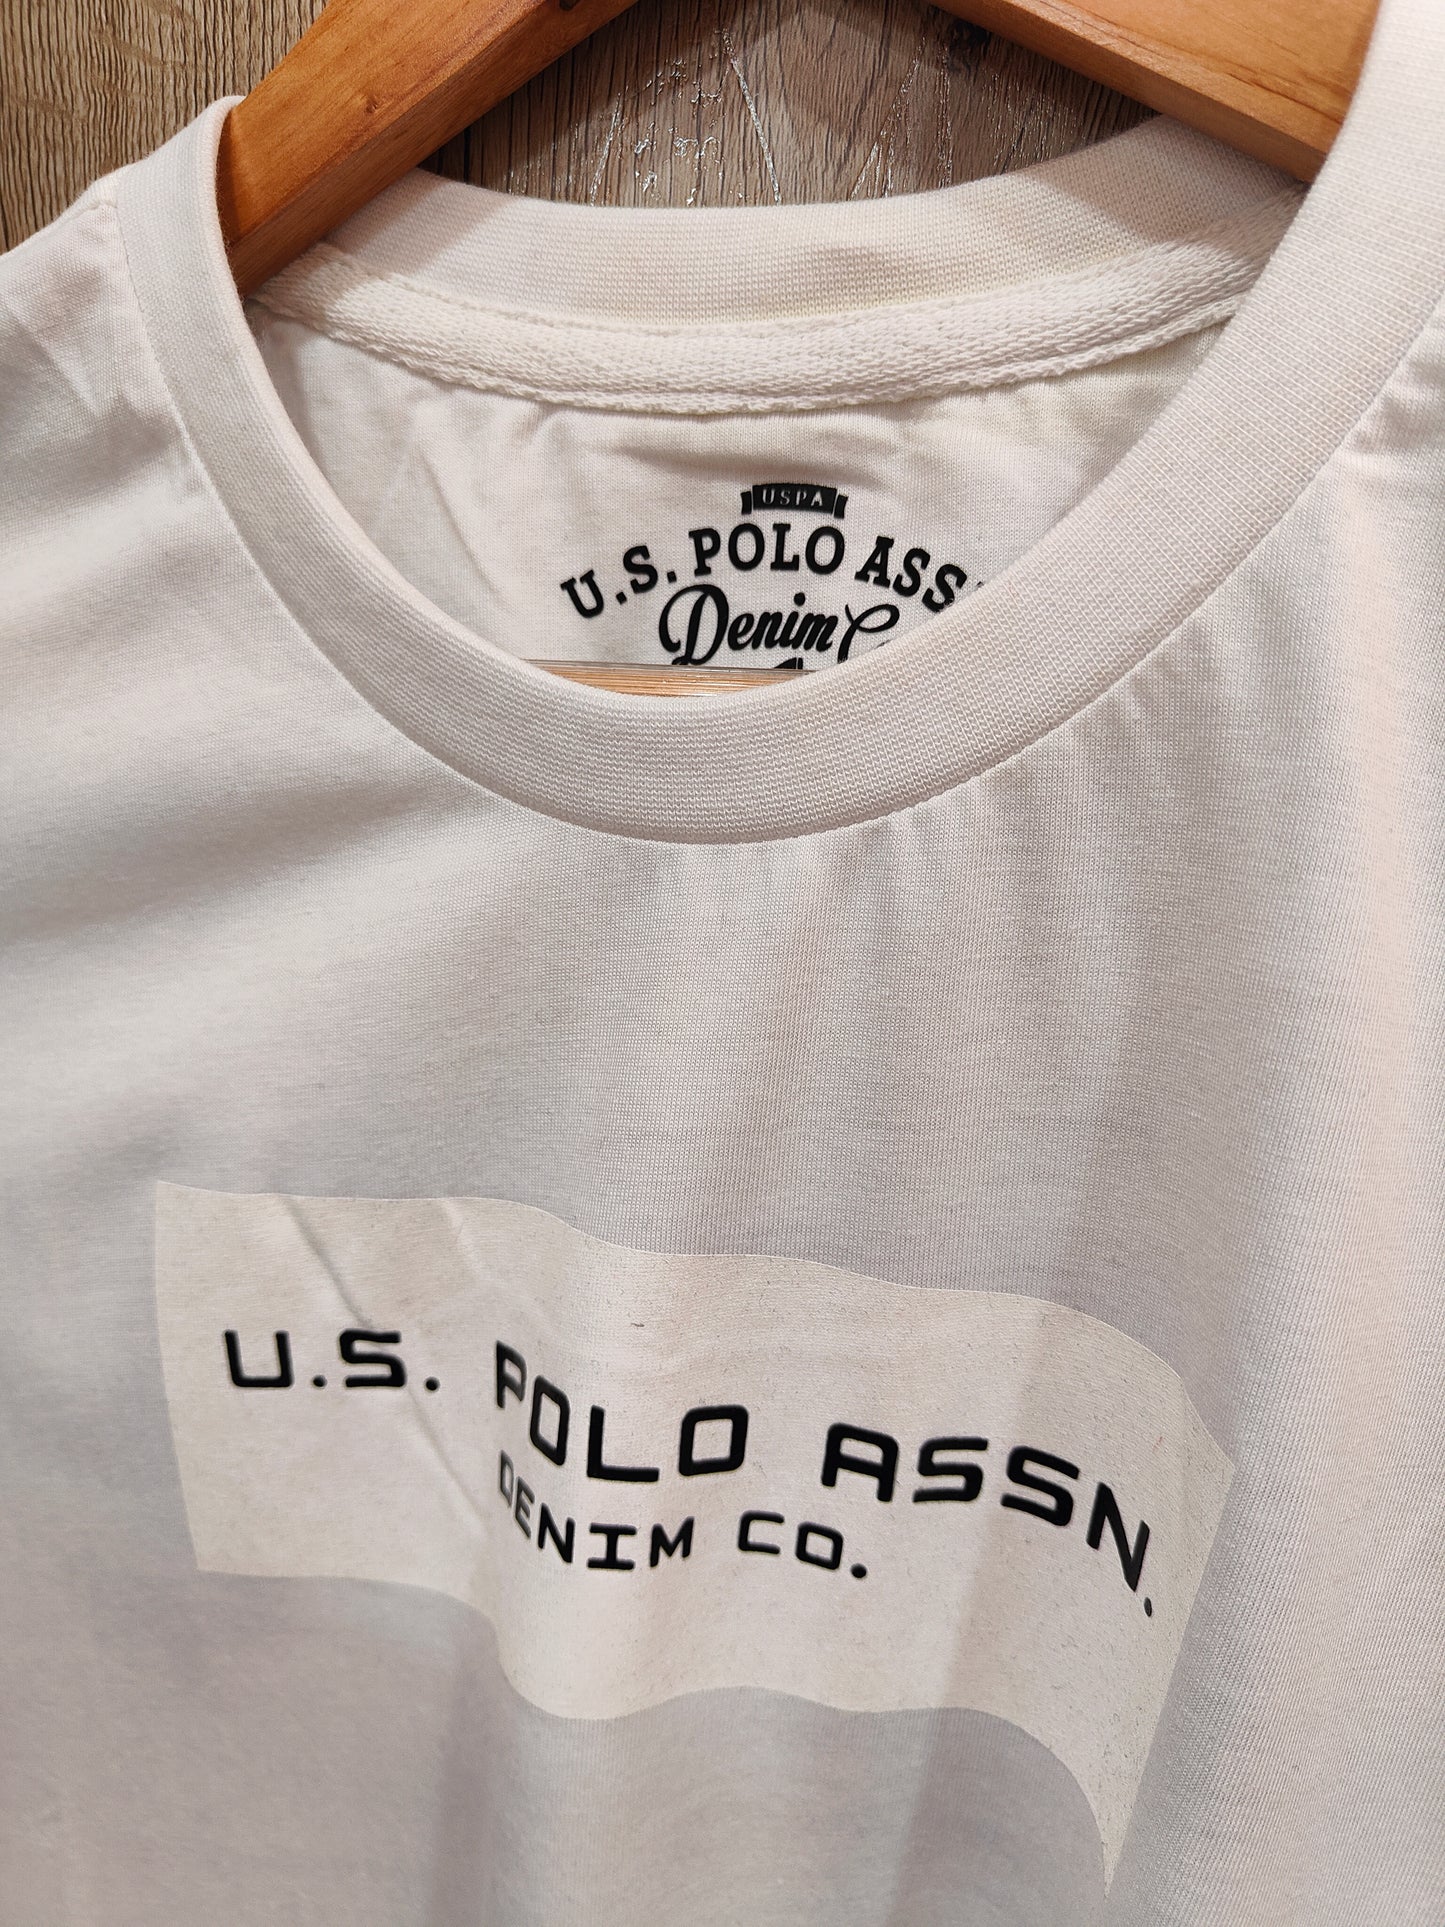 USPA
U.S. POLO ASS
Denim
U.S. POLO ASSN.
DENIM CO.